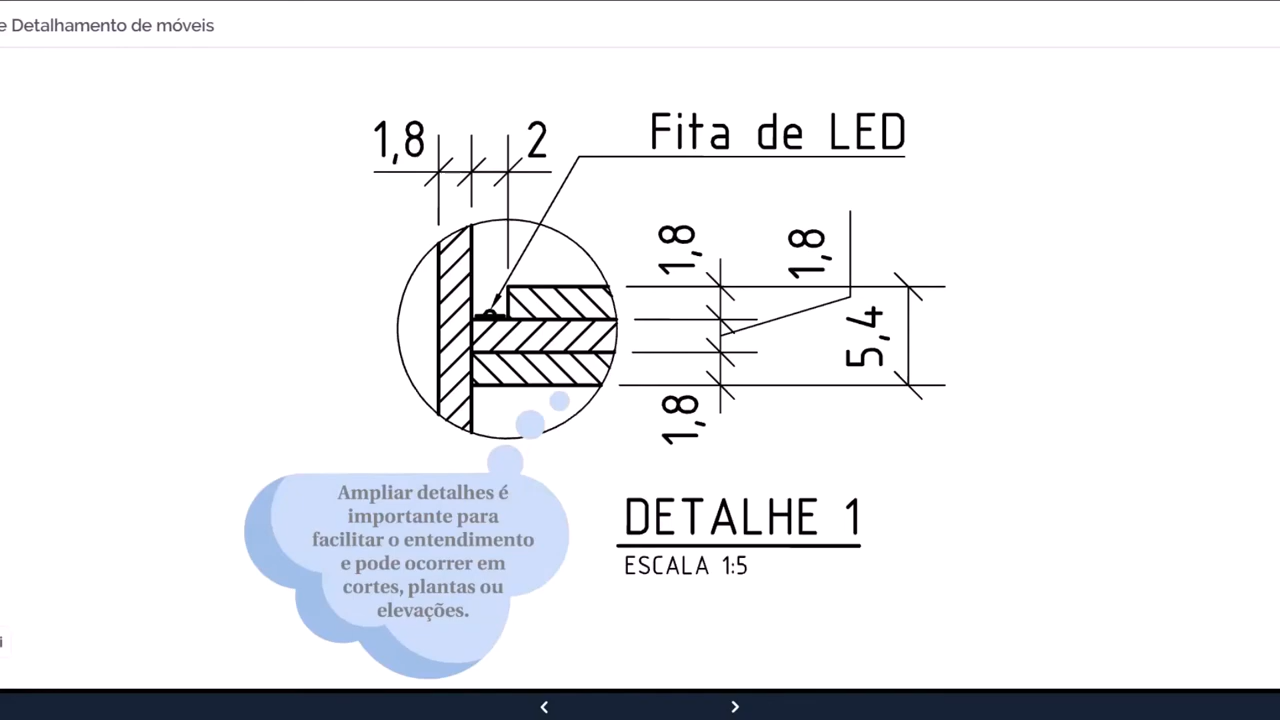 e Detalhamento de móveis
1,8
2
Fita de LED
1,8
1,8
5,4
1,8
DETALHE 1
ESCALA 1:5
Ampliar detalhes é
importante para
facilitar o entendimento
e pode ocorrer em
cortes, plantas ou
elevações.
i